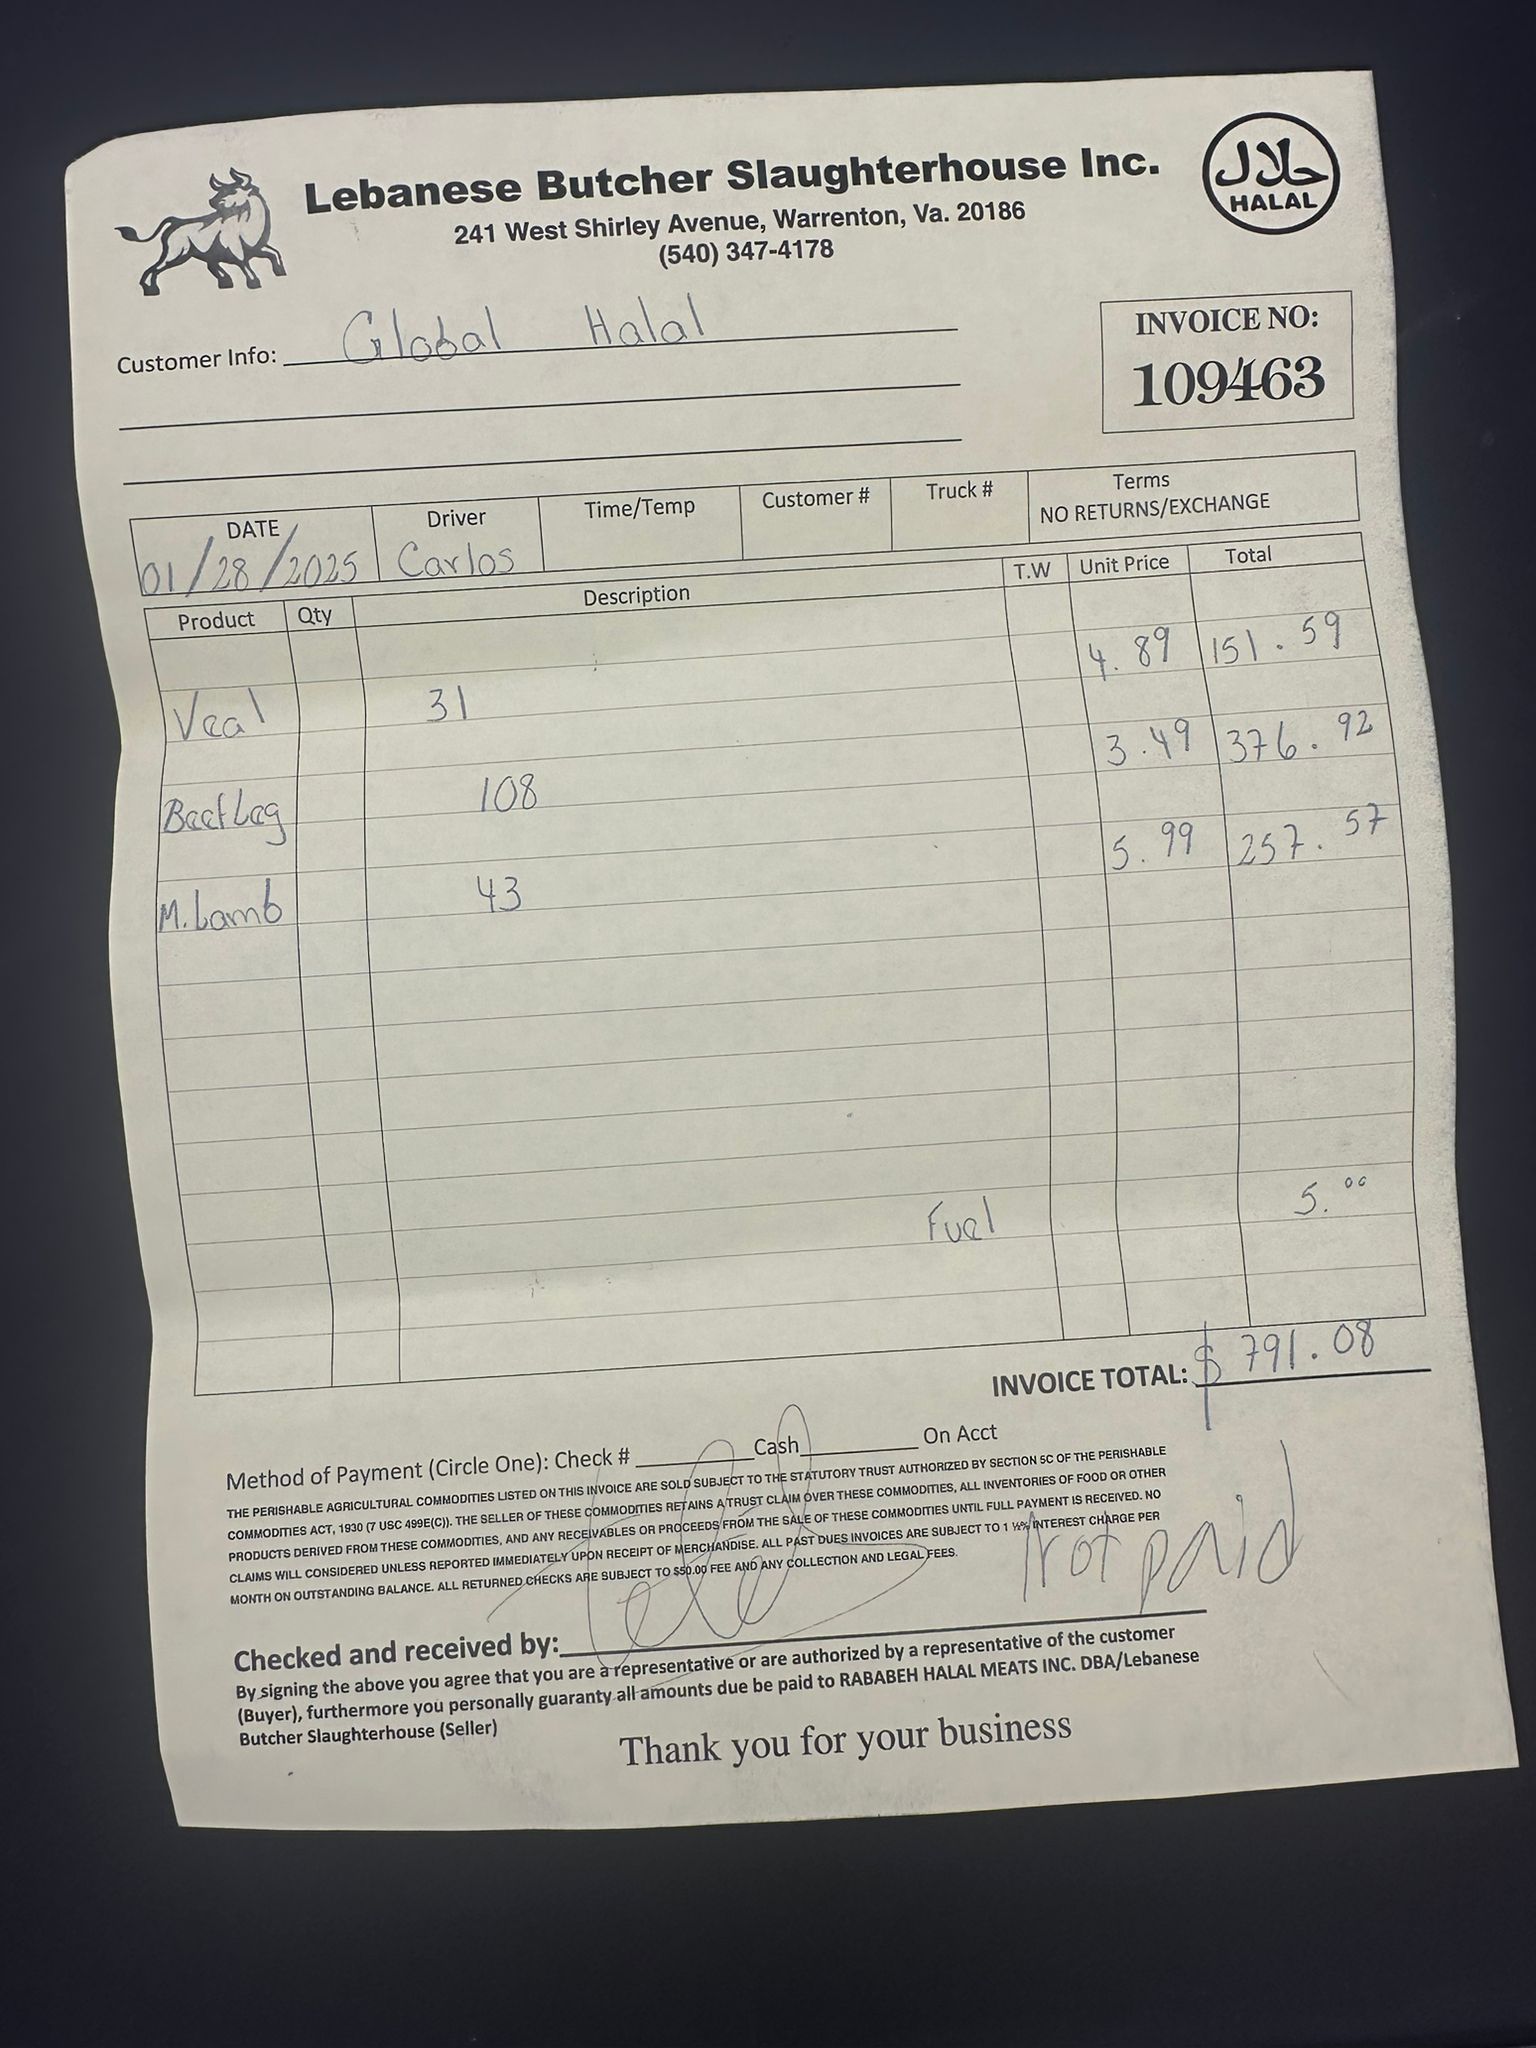 Lebanese Butcher Slaughterhouse Inc.
241 West Shirley Avenue, Warrenton, Va. 20186
(540) 347-4178
حلال
HALAL
Customer Info: Global Halal
INVOICE NO:
109463
DATE Driver Time/Temp Customer # Truck # Terms
NO RETURNS/EXCHANGE
01/28/2025 Carlos
Product Qty Description T.W Unit Price Total
Veal 31 4.89 151.59
Beef Leg 108 3.49 376.92
M. Lamb 43 5.99 257.57
Fuel 5.00
INVOICE TOTAL: $ 791.08
Method of Payment (Circle One): Check # Cash On Acct
THE PERISHABLE AGRICULTURAL COMMODITIES LISTED ON THIS INVOICE ARE SOLD SUBJECT TO THE STATUTORY TRUST AUTHORIZED BY SECTION 5C OF THE PERISHABLE
COMMODITIES ACT, 1930 (7 USC 499E(C)). THE SELLER OF THESE COMMODITIES RETAINS A TRUST CLAIM OVER THESE COMMODITIES, ALL INVENTORIES OF FOOD OR OTHER
PRODUCTS DERIVED FROM THESE COMMODITIES, AND ANY RECEIVABLES OR PROCEEDS FROM THE SALE OF THESE COMMODITIES UNTIL FULL PAYMENT IS RECEIVED. NO
CLAIMS WILL CONSIDERED UNLESS REPORTED IMMEDIATELY UPON RECEIPT OF MERCHANDISE. ALL PAST DUES INVOICES ARE SUBJECT TO 1 ½% INTEREST CHARGE PER
MONTH ON OUTSTANDING BALANCE. ALL RETURNED CHECKS ARE SUBJECT TO $50.00 FEE AND ANY COLLECTION AND LEGAL FEES.
Not paid
Checked and received by:
By signing the above you agree that you are a representative or are authorized by a representative of the customer
(Buyer), furthermore you personally guaranty all amounts due be paid to RABABEH HALAL MEATS INC. DBA/Lebanese
Butcher Slaughterhouse (Seller)
Thank you for your business